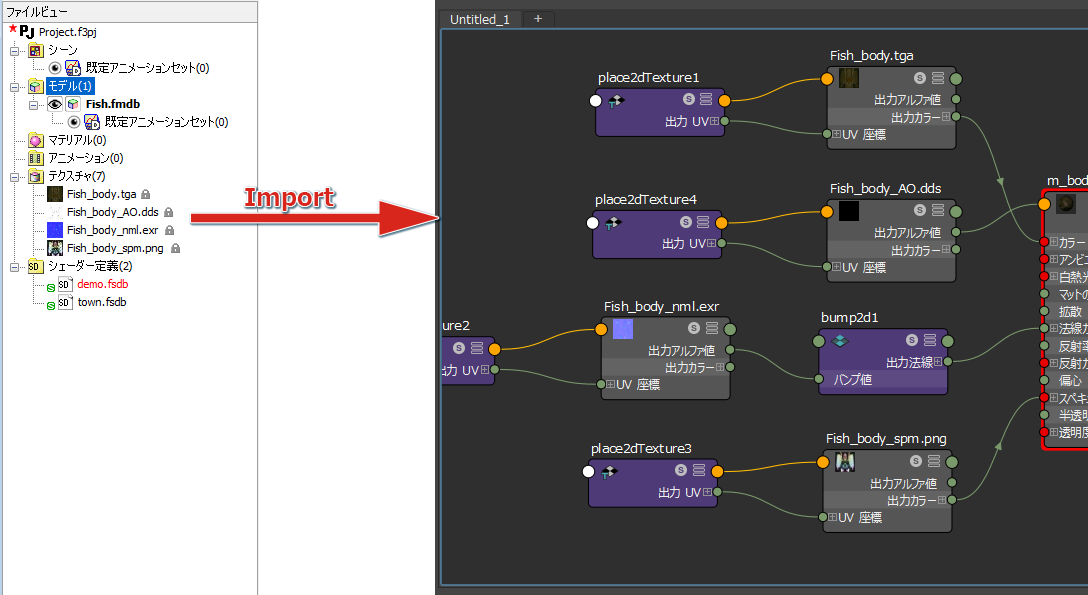 ファイルビュー
Project.f3pj
シーン
既定アニメーションセット(0)
モデル(1)
Fish.fmdb
既定アニメーションセット(0)
マテリアル(0)
アニメーション(0)
テクスチャ(7)
Fish_body.tga
Fish_body_AO.dds
Fish_body_nml.exr
Fish_body_spm.png
シェーダー定義(2)
demo.fsdb
town.fsdb
Import
Untitled_1 +
place2dTexture1
出力 UV
Fish_body.tga
出力アルファ値
出力カラー
UV 座標
place2dTexture4
出力 UV
Fish_body_AO.dds
出力アルファ値
出力カラー
UV 座標
ure2
出力 UV
Fish_body_nml.exr
出力アルファ値
出力カラー
UV 座標
bump2d1
出力法線
バンプ値
place2dTexture3
出力 UV
Fish_body_spm.png
出力アルファ値
出力カラー
UV 座標
m_bod
カラー
アンビ
白熱光
マットの
拡散
法線カ
反射率
反射カ
偏心
スペキ
半透明
透明度